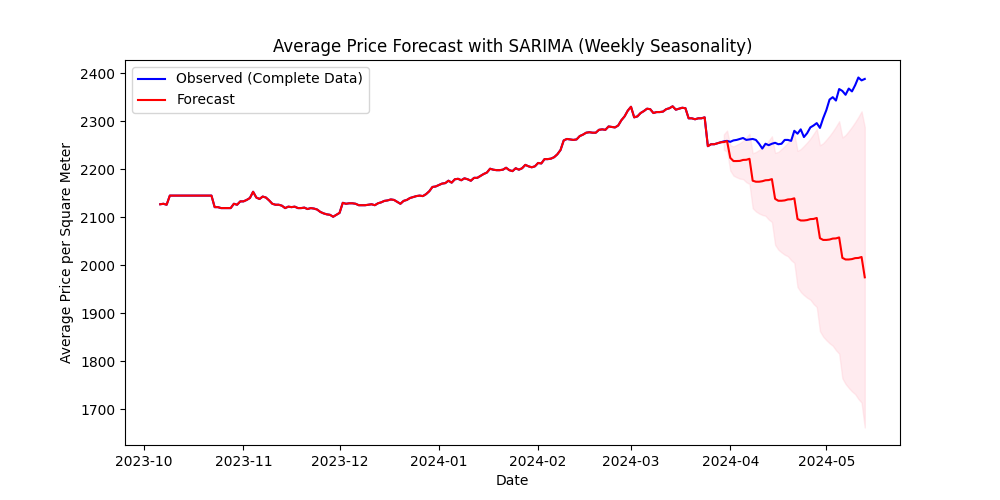 Average Price Forecast with SARIMA (Weekly Seasonality)
Observed (Complete Data)
Forecast
2400
2300
2200
2100
2000
1900
1800
1700
Average Price per Square Meter
2023-10 2023-11 2023-12 2024-01 2024-02 2024-03 2024-04 2024-05
Date